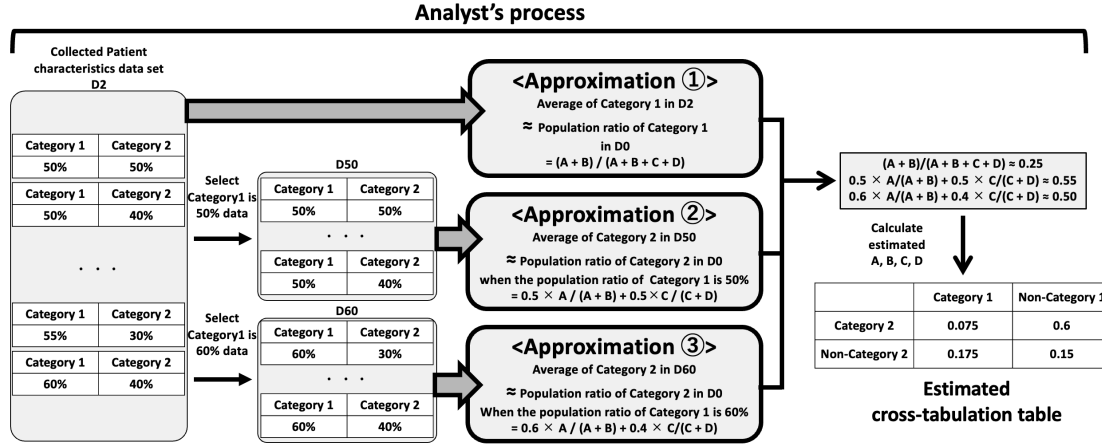 Analyst's process
Collected Patient
characteristics data set
D2
Category 1 Category 2
50% 50%
Category 1 Category 2
50% 40%
. . .
Category 1 Category 2
55% 30%
Category 1 Category 2
60% 40%
Select
Category1 is
50% data
Select
Category1 is
60% data
D50
Category 1 Category 2
50% 50%
. . .
Category 1 Category 2
50% 40%
D60
Category 1 Category 2
60% 30%
. . .
Category 1 Category 2
60% 40%
<Approximation ①>
Average of Category 1 in D2
≈ Population ratio of Category 1
in D0
= (A + B) / (A + B + C + D)
<Approximation ②>
Average of Category 2 in D50
≈ Population ratio of Category 2 in D0
when the population ratio of Category 1 is 50%
= 0.5 × A / (A + B) + 0.5 × C / (C + D)
<Approximation ③>
Average of Category 2 in D60
≈ Population ratio of Category 2 in D0
When the population ratio of Category 1 is 60%
= 0.6 × A / (A + B) + 0.4 × C/(C + D)
(A + B)/(A + B + C + D) ≈ 0.25
0.5 × A/(A + B) + 0.5 × C/(C + D) ≈ 0.55
0.6 × A/(A + B) + 0.4 × C/(C + D) ≈ 0.50
Calculate
estimated
A, B, C, D
Category 1 Non-Category 1
Category 2 0.075 0.6
Non-Category 2 0.175 0.15
Estimated
cross-tabulation table